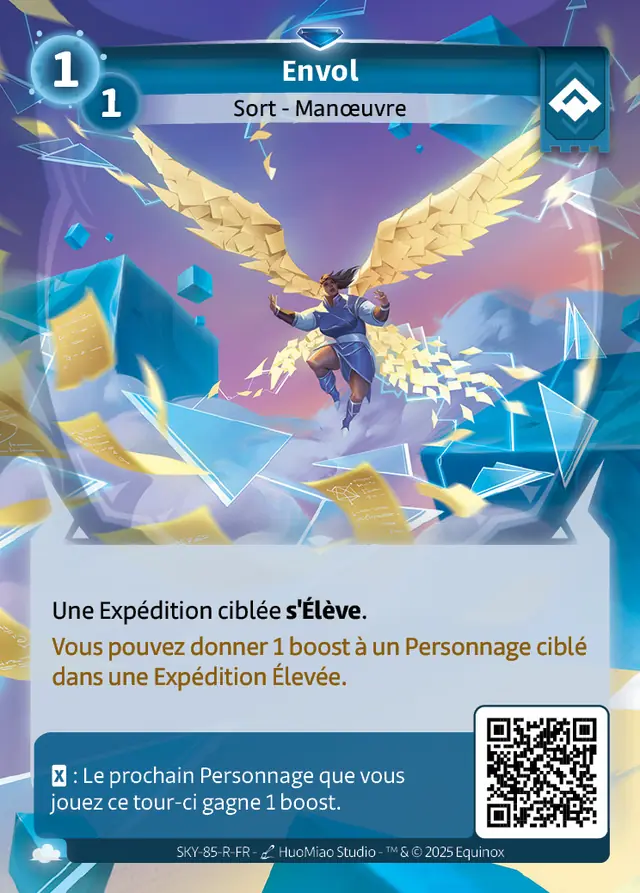 1
Envol
1
Sort - Manœuvre
Une Expédition ciblée s'Élève.
Vous pouvez donner 1 boost à un Personnage ciblé
dans une Expédition Élevée.
X : Le prochain Personnage que vous
jouez ce tour-ci gagne 1 boost.
SKY-85-R-FR - HuoMiao Studio - ™ & © 2025 Equinox